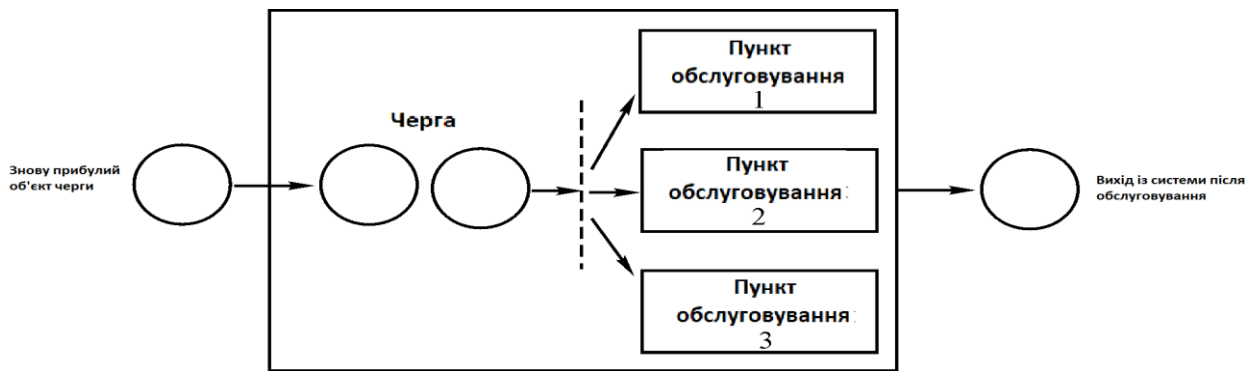 Знову прибулий
об'єкт черги
Черга
Пункт
обслуговування
1
Пункт
обслуговування
2
Пункт
обслуговування
3
Вихід із системи після
обслуговування